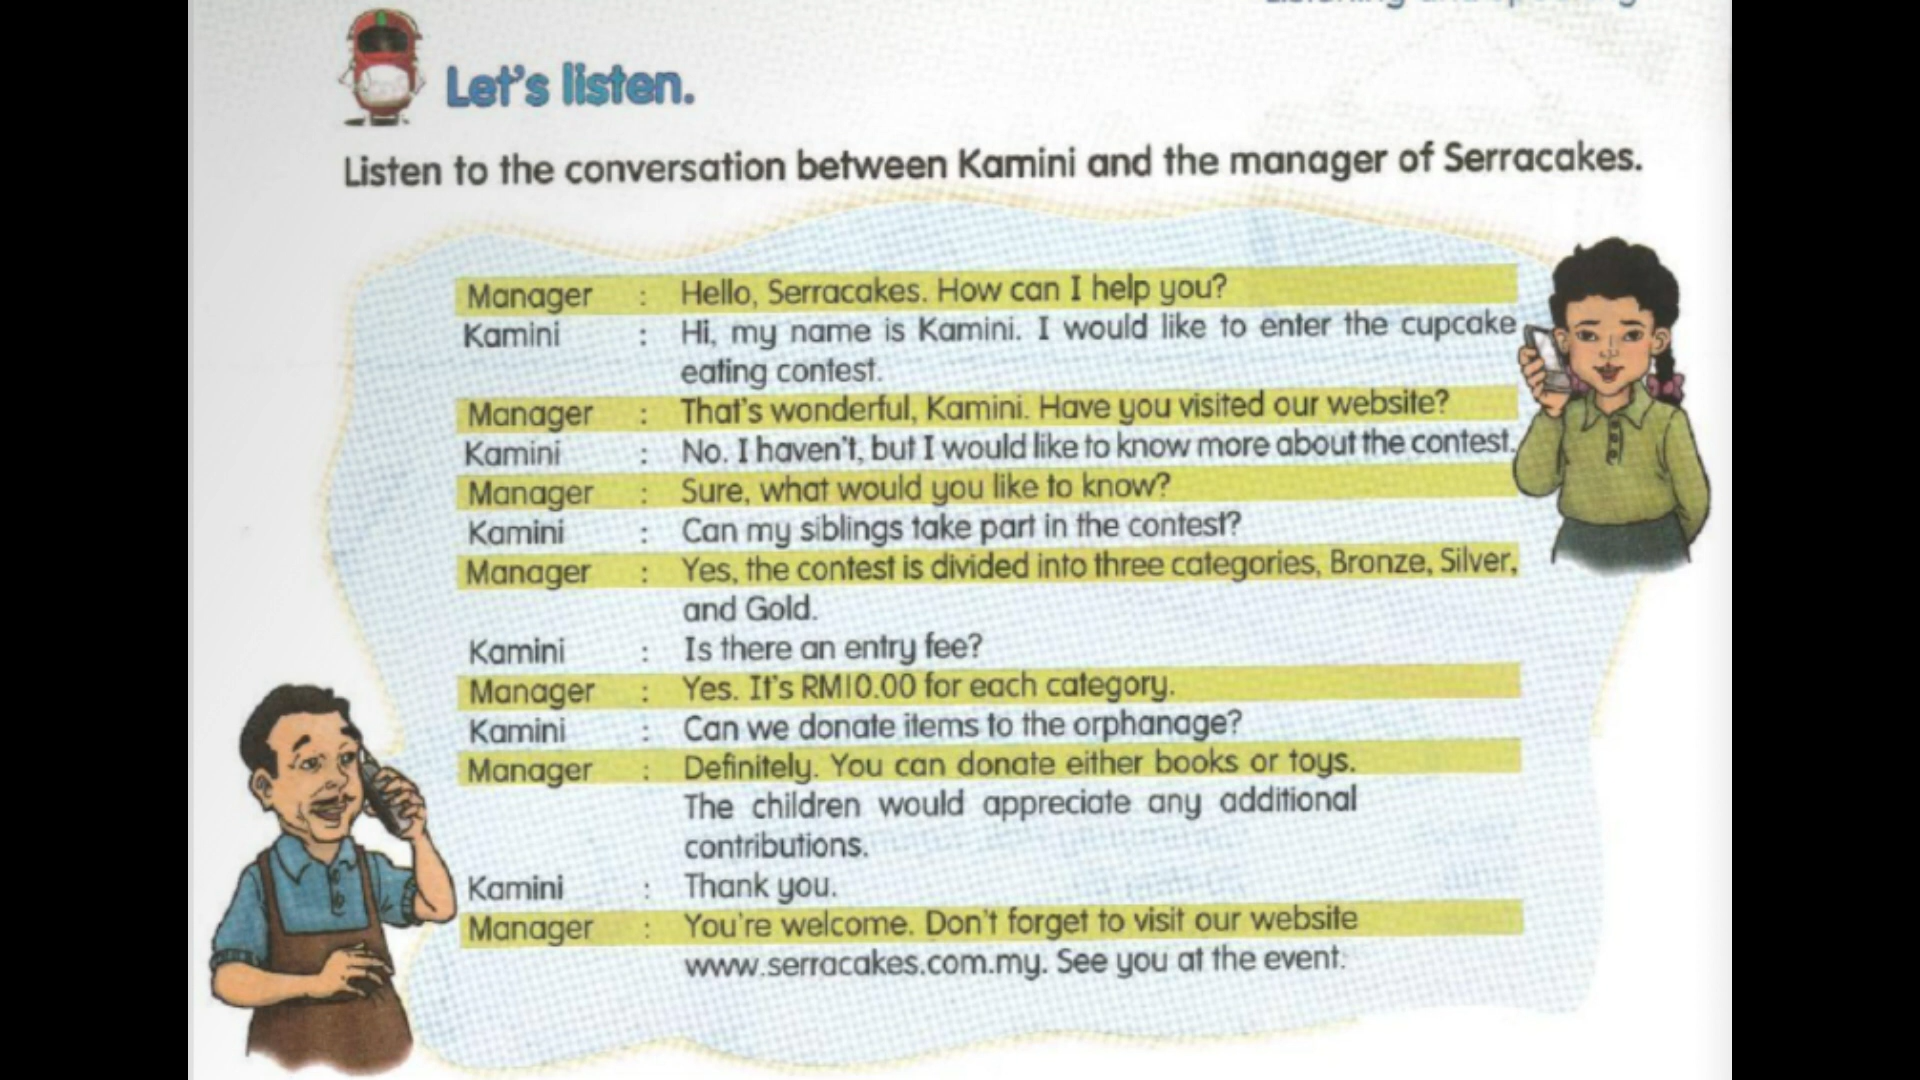 Let's listen.
Listen to the conversation between Kamini and the manager of Serracakes.
Manager : Hello, Serracakes. How can I help you?
Kamini : Hi, my name is Kamini. I would like to enter the cupcake
eating contest.
Manager : That's wonderful, Kamini. Have you visited our website?
Kamini : No. I haven't, but I would like to know more about the contest.
Manager : Sure, what would you like to know?
Kamini : Can my siblings take part in the contest?
Manager : Yes, the contest is divided into three categories, Bronze, Silver,
and Gold.
Kamini : Is there an entry fee?
Manager : Yes. It's RM10.00 for each category.
Kamini : Can we donate items to the orphanage?
Manager : Definitely. You can donate either books or toys.
The children would appreciate any additional
contributions.
Kamini : Thank you.
Manager : You're welcome. Don't forget to visit our website
www.serracakes.com.my. See you at the event.